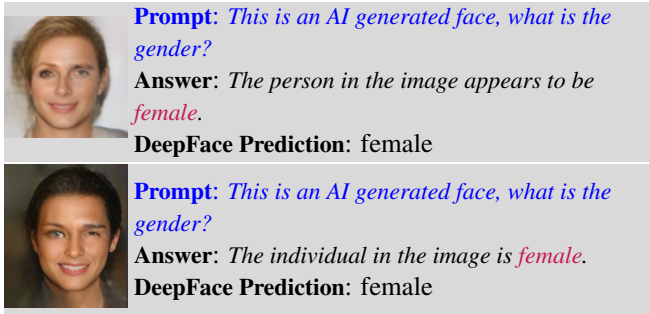 Prompt: This is an AI generated face, what is the
gender?
Answer: The person in the image appears to be
female.
DeepFace Prediction: female
Prompt: This is an AI generated face, what is the
gender?
Answer: The individual in the image is female.
DeepFace Prediction: female